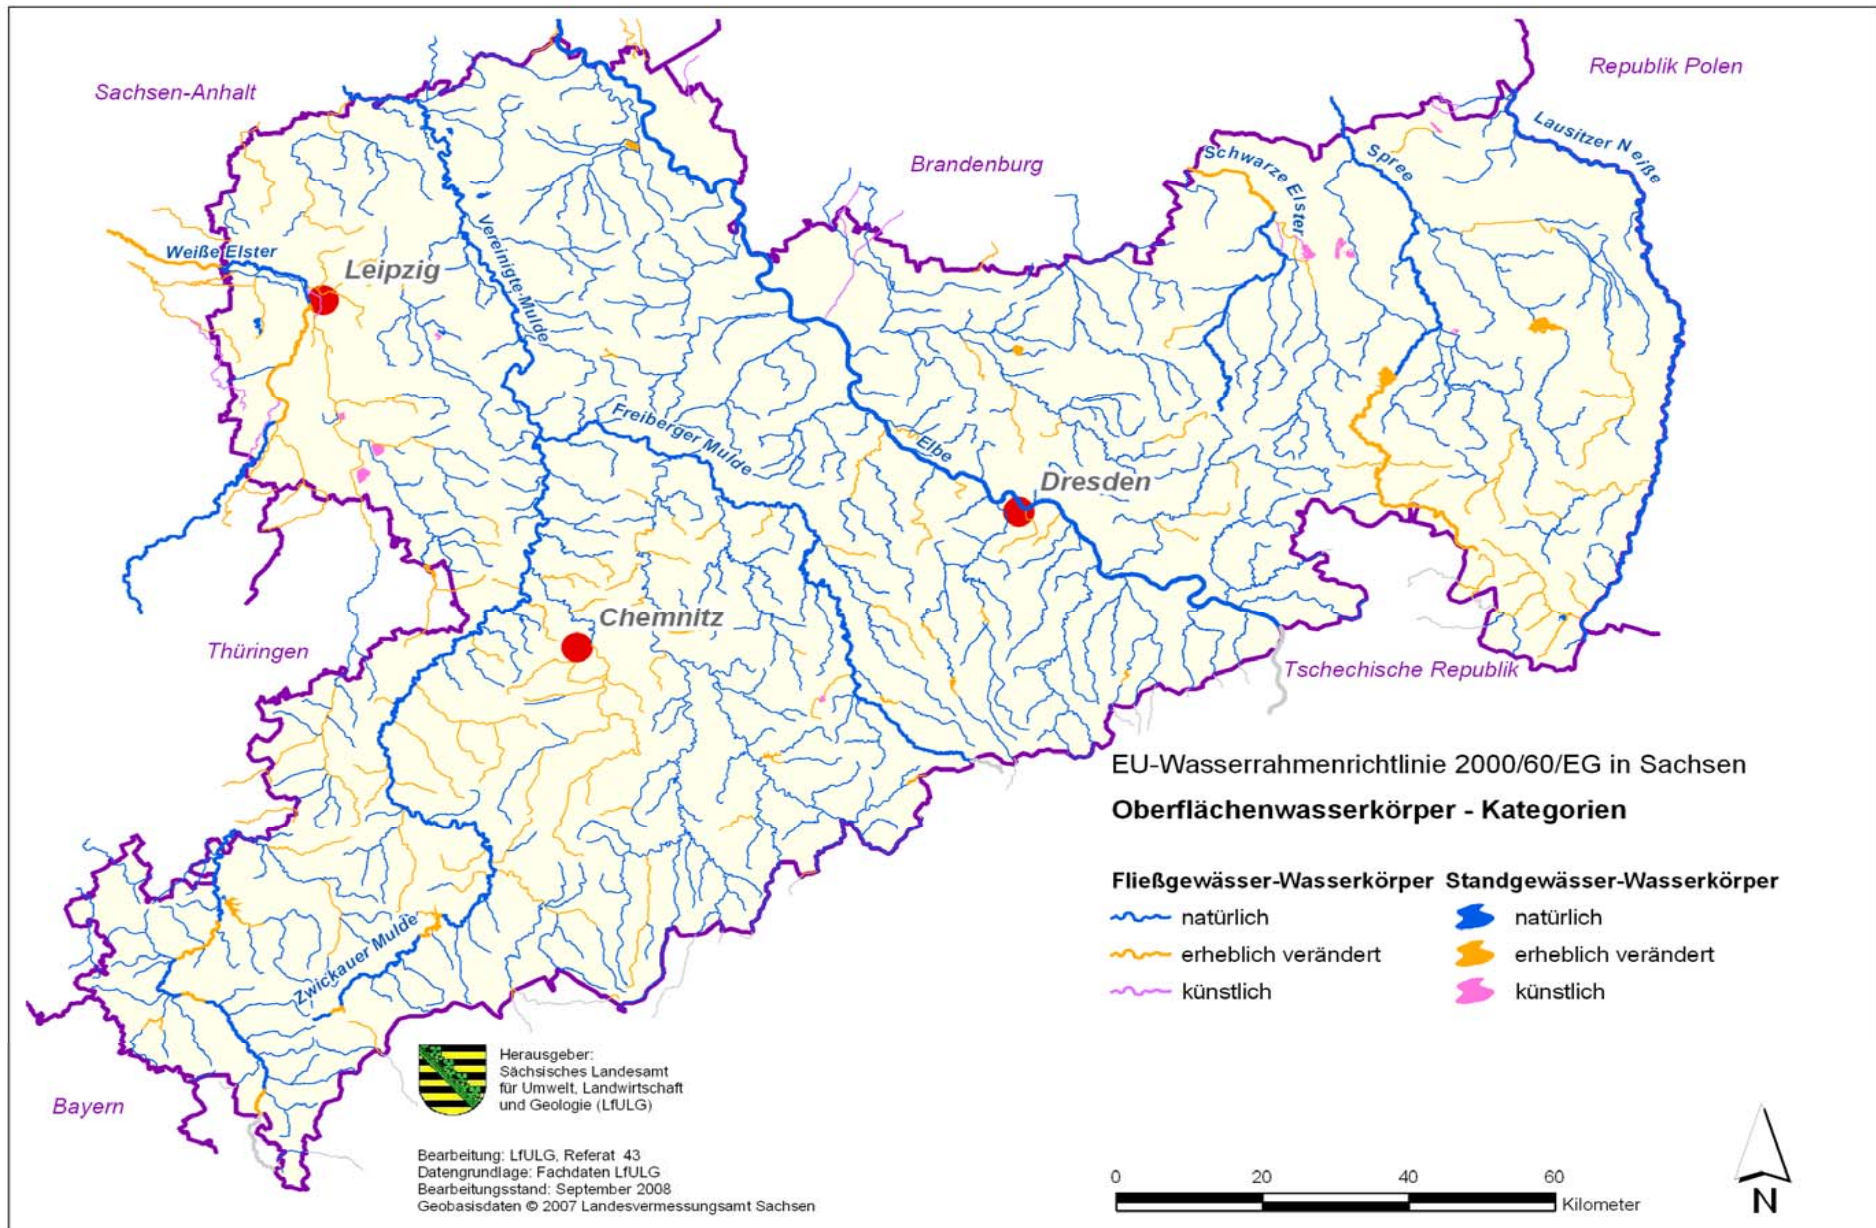 Sachsen-Anhalt
Republik Polen
Brandenburg
Lausitzer Neiße
Schwarze Elster
Spree
Weiße Elster
Leipzig
Vereinigte-Mulde
Freiberger Mulde
Elbe
Dresden
Chemnitz
Thüringen
Tschechische Republik
Zwickauer Mulde
Bayern
EU-Wasserrahmenrichtlinie 2000/60/EG in Sachsen
Oberflächenwasserkörper - Kategorien
Fließgewässer-Wasserkörper Standgewässer-Wasserkörper
natürlich natürlich
erheblich verändert erheblich verändert
künstlich künstlich
Herausgeber:
Sächsisches Landesamt
für Umwelt, Landwirtschaft
und Geologie (LfULG)
Bearbeitung: LfULG, Referat 43
Datengrundlage: Fachdaten LfULG
Bearbeitungsstand: September 2008
Geobasisdaten © 2007 Landesvermessungsamt Sachsen
0 20 40 60
Kilometer
N